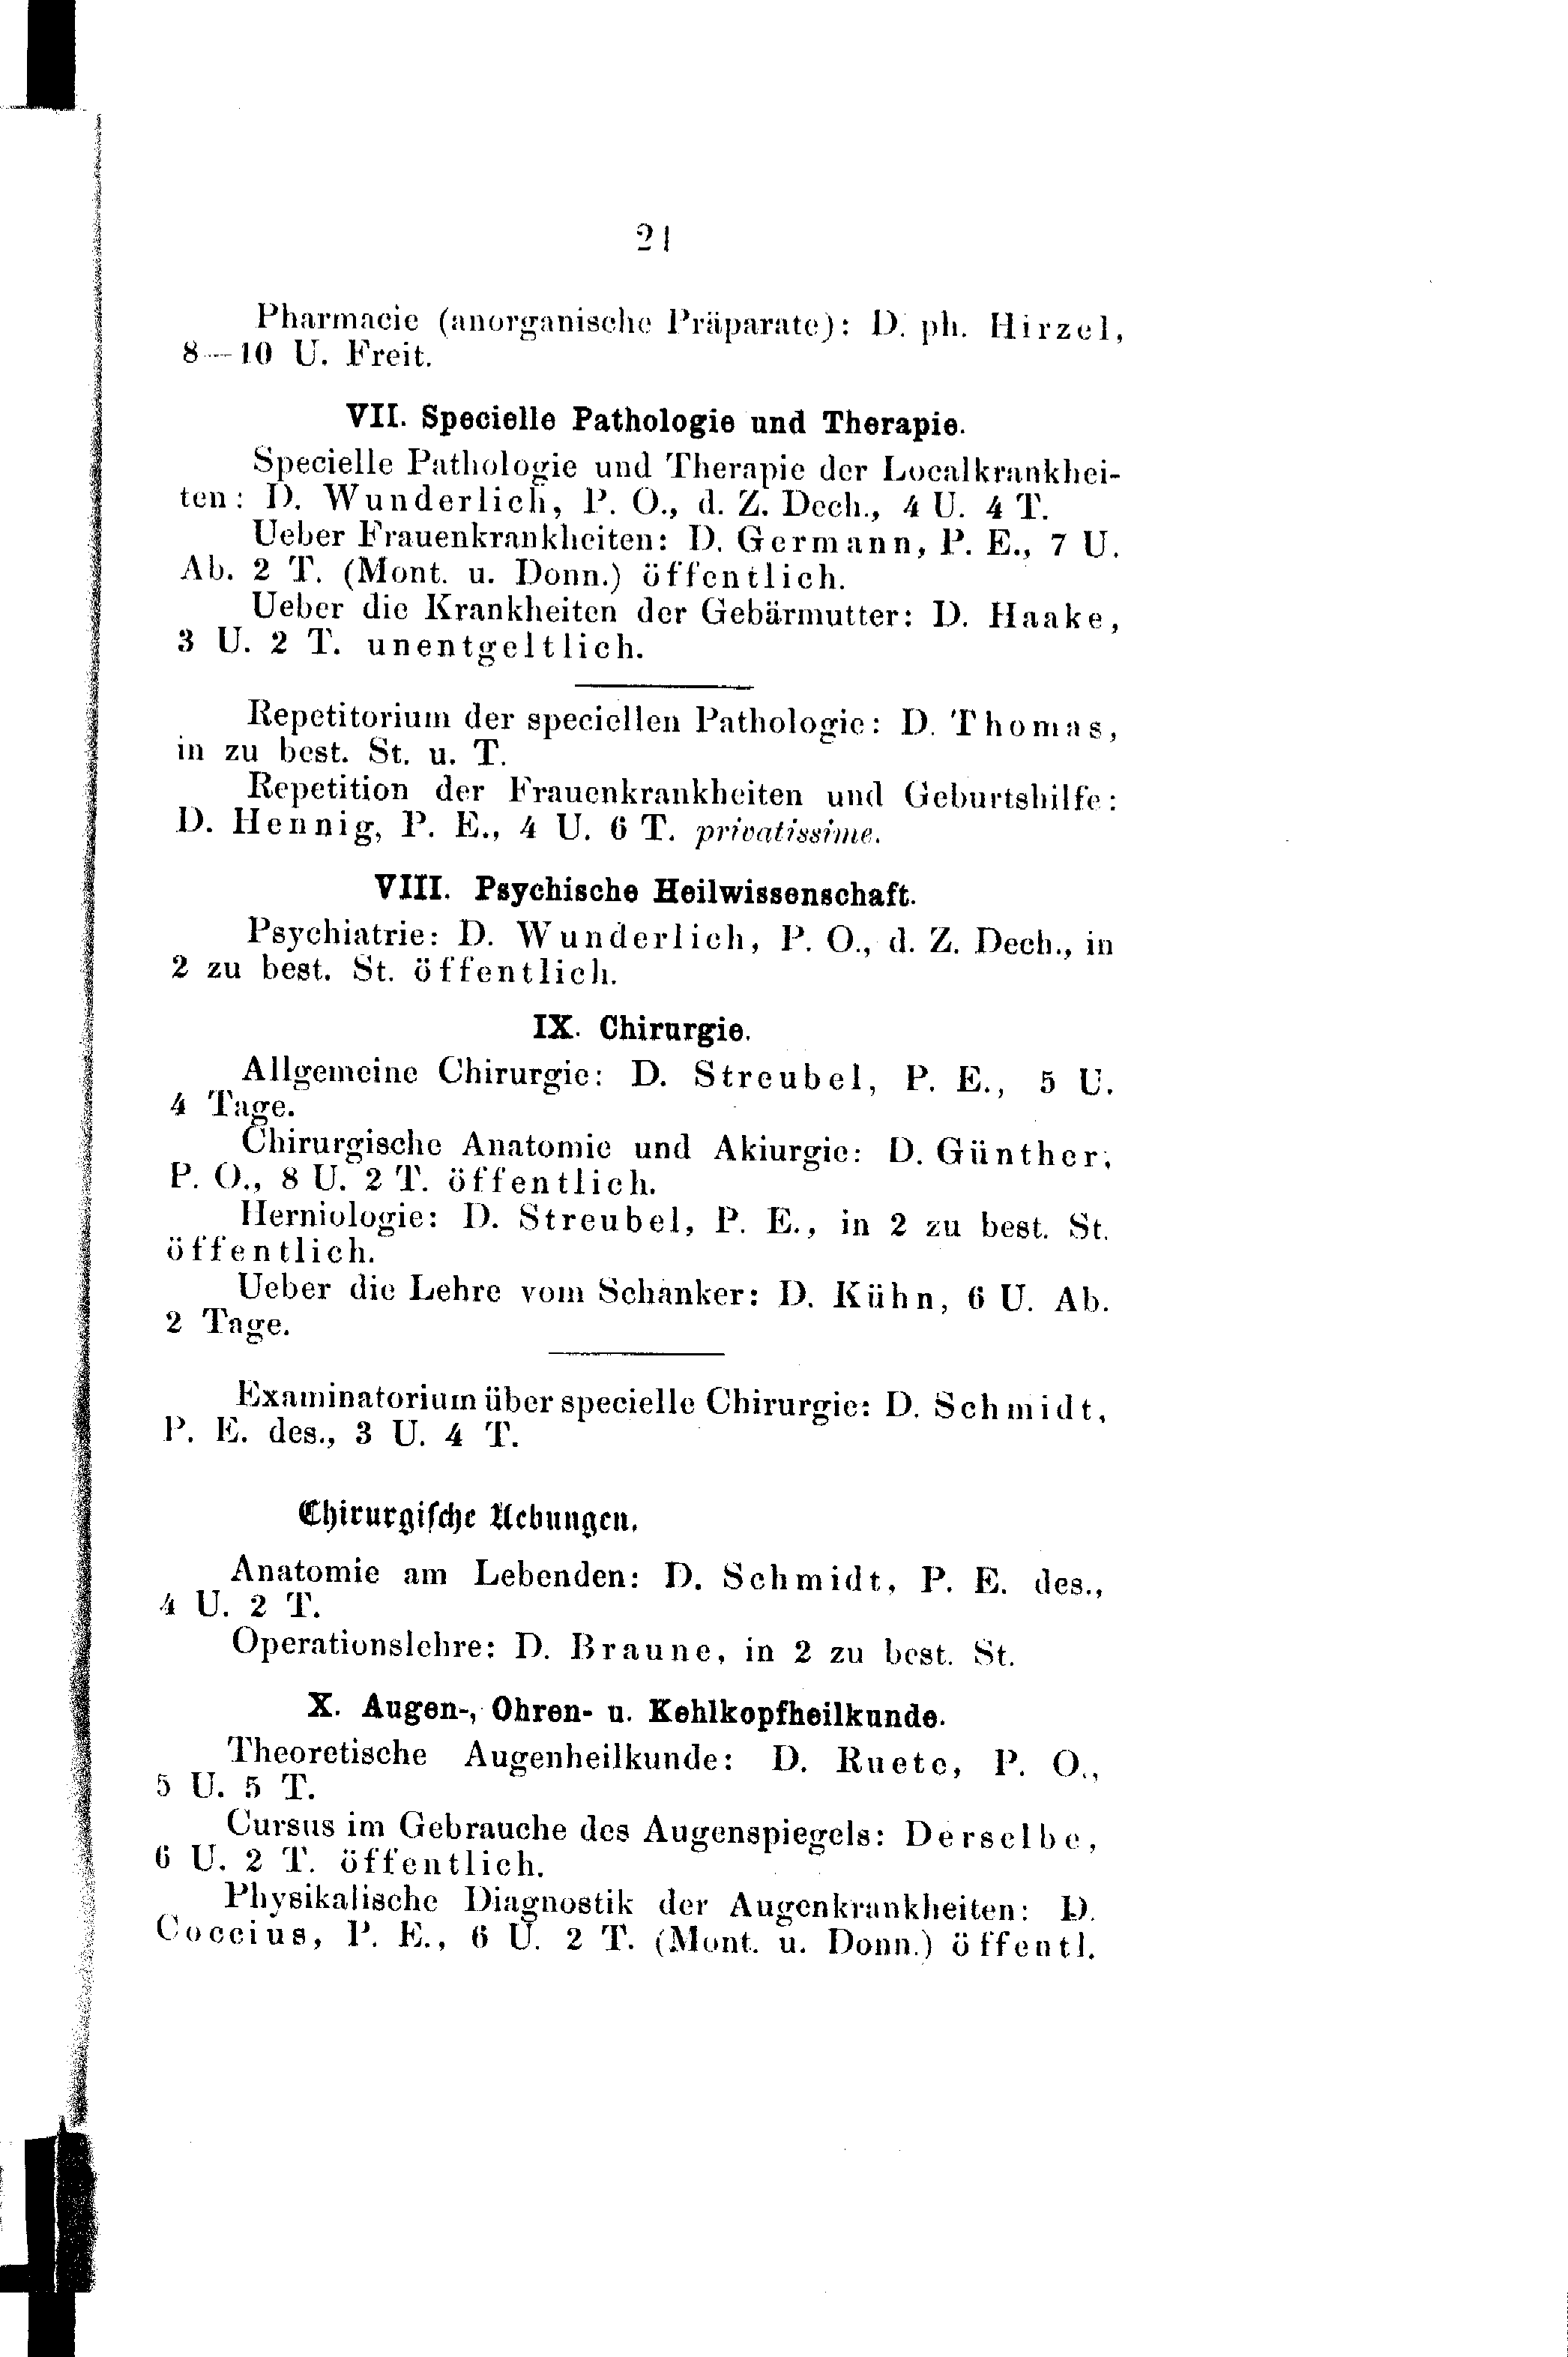 21
Pharmacie (anorganische Präparate): D. ph. Hirzel,
8—10 U. Freit.
VII. Specielle Pathologie und Therapie.
Specielle Pathologie und Therapie der Localkrankhei-
ten: D. Wunderlich, P. O., d. Z. Dech., 4 U. 4 T.
Ueber Frauenkrankheiten: D. Germann, P. E., 7 U.
Ab. 2 T. (Mont. u. Donn.) öffentlich.
Ueber die Krankheiten der Gebärmutter: D. Haake,
3 U. 2 T. unentgeltlich.
Repetitorium der speciellen Pathologie: D. Thomas,
in zu best. St. u. T.
Repetition der Frauenkrankheiten und Geburtshilfe:
D. Hennig, P. E., 4 U. 6 T. privatissime.
VIII. Psychische Heilwissenschaft.
Psychiatrie: D. Wunderlich, P. O., d. Z. Dech., in
2 zu best. St. öffentlich.
IX. Chirurgie.
Allgemeine Chirurgie: D. Streubel, P. E., 5 U.
4 Tage.
Chirurgische Anatomie und Akiurgie: D. Günther,
P. O., 8 U. 2 T. öffentlich.
Herniologie: D. Streubel, P. E., in 2 zu best. St.
öffentlich.
Ueber die Lehre vom Schanker: D. Kühn, 6 U. Ab.
2 Tage.
Examinatorium über specielle Chirurgie: D. Schmidt,
P. E. des., 3 U. 4 T.
Chirurgiſche Uebungen.
Anatomie am Lebenden: D. Schmidt, P. E. des.,
4 U. 2 T.
Operationslehre: D. Braune, in 2 zu best. St.
X. Augen-, Ohren- u. Kehlkopfheilkunde.
Theoretische Augenheilkunde: D. Ruete, P. O.,
5 U. 5 T.
Cursus im Gebrauche des Augenspiegels: Derselbe,
6 U. 2 T. öffentlich.
Physikalische Diagnostik der Augenkrankheiten: D.
Coccius, P. E., 6 U. 2 T. (Mont. u. Donn.) öffentl.